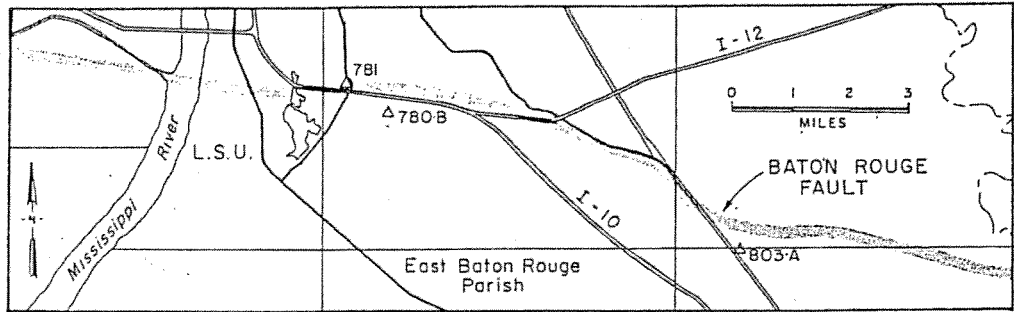 I-12
781
780-B
0 1 2 3
MILES
River
L.S.U.
BATON ROUGE
FAULT
I-10
Mississippi
803-A
East Baton Rouge
Parish